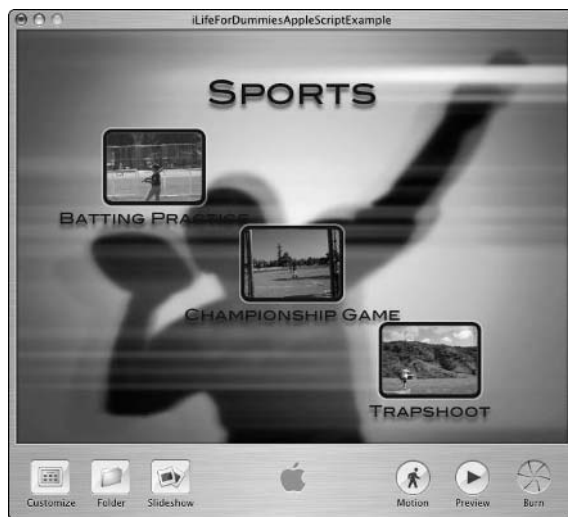 iLifeForDummiesAppleScriptExample
SPORTS
BATTING PRACTICE
CHAMPIONSHIP GAME
TRAPSHOOT
Customize
Folder
Slideshow
Motion
Preview
Burn